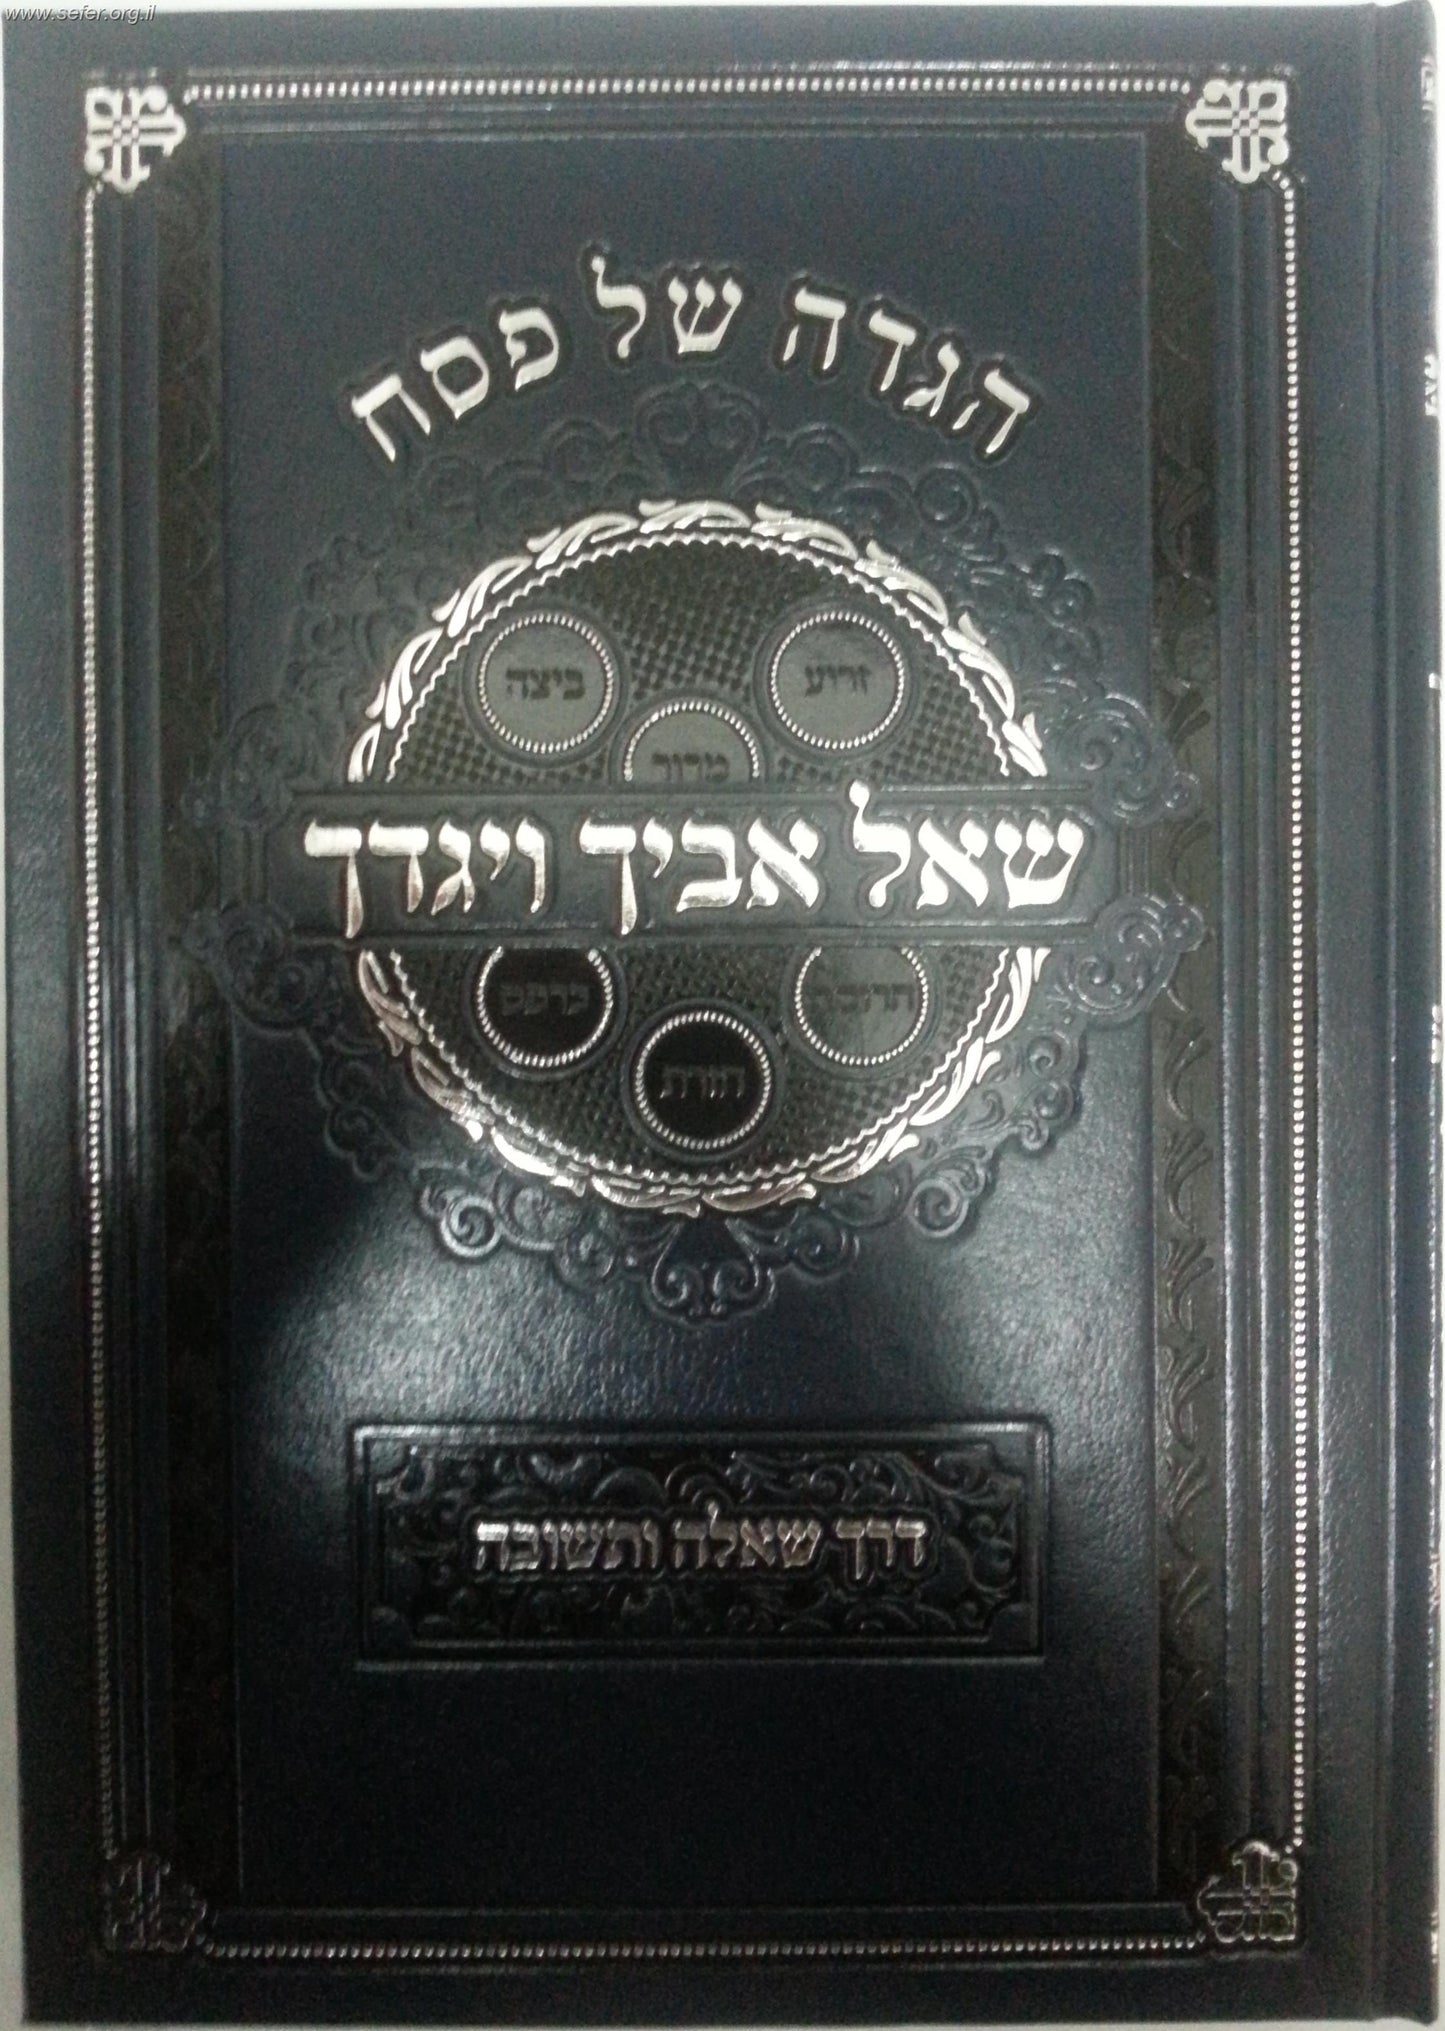 www.sefer.org.il
הגדה של פסח
ביצה
זרוע
מרור
שאל אביך ויגדך
כרפס
חרוסת
חזרת
דרך שאלה ותשובה